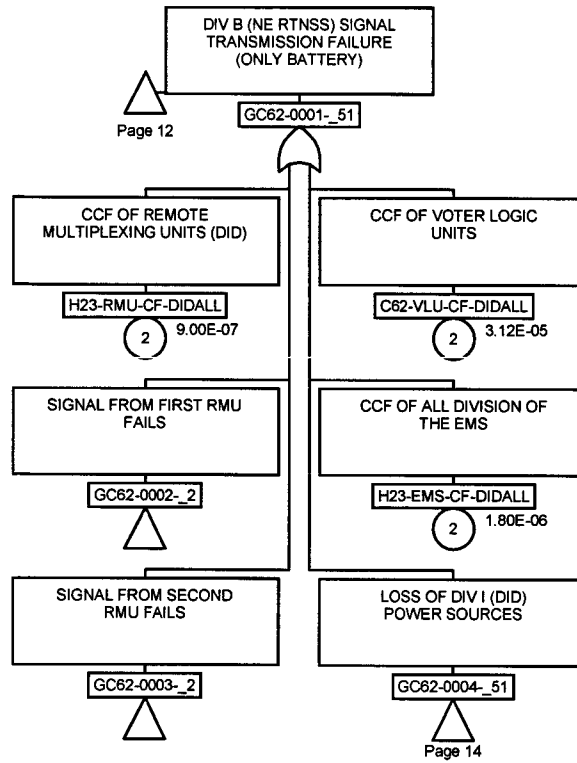 DIV B (NE RTNSS) SIGNAL
TRANSMISSION FAILURE
(ONLY BATTERY)
Page 12
GC62-0001-_51
CCF OF REMOTE
MULTIPLEXING UNITS (DID)
H23-RMU-CF-DIDALL
2
9.00E-07
CCF OF VOTER LOGIC
UNITS
C62-VLU-CF-DIDALL
2
3.12E-05
SIGNAL FROM FIRST RMU
FAILS
GC62-0002-_2
CCF OF ALL DIVISION OF
THE EMS
H23-EMS-CF-DIDALL
2
1.80E-06
SIGNAL FROM SECOND
RMU FAILS
GC62-0003-_2
LOSS OF DIV I (DID)
POWER SOURCES
GC62-0004-_51
Page 14